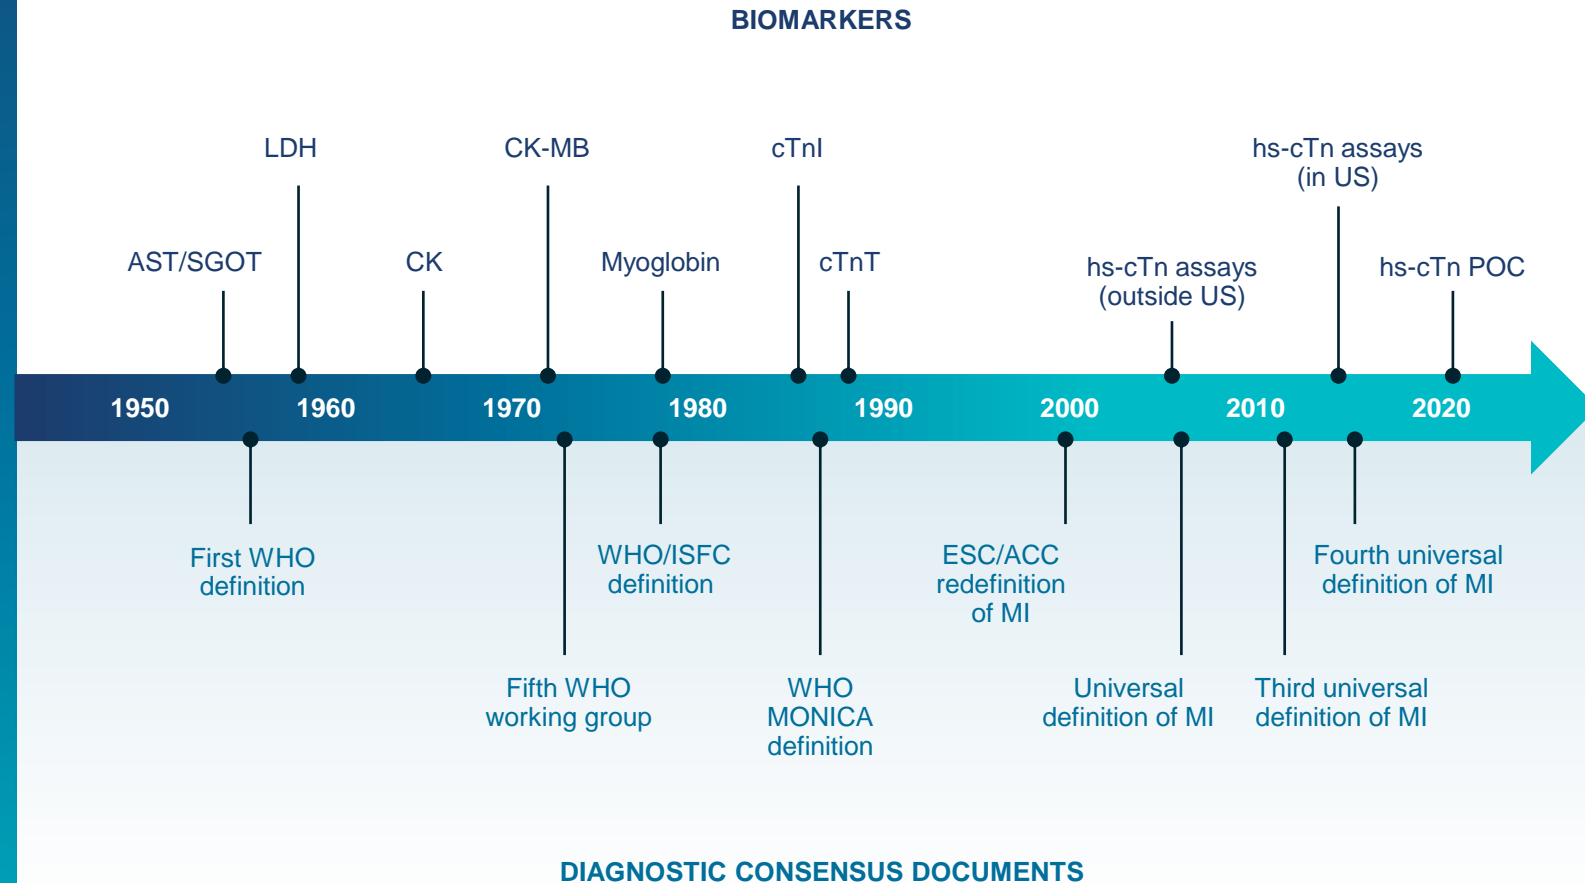 BIOMARKERS
LDH
CK-MB
cTnI
hs-cTn assays
(in US)
AST/SGOT
CK
Myoglobin
cTnT
hs-cTn assays
(outside US)
hs-cTn POC
1950
1960
1970
1980
1990
2000
2010
2020
First WHO
definition
WHO/ISFC
definition
ESC/ACC
redefinition
of MI
Fourth universal
definition of MI
Fifth WHO
working group
WHO
MONICA
definition
Universal
definition of MI
Third universal
definition of MI
DIAGNOSTIC CONSENSUS DOCUMENTS